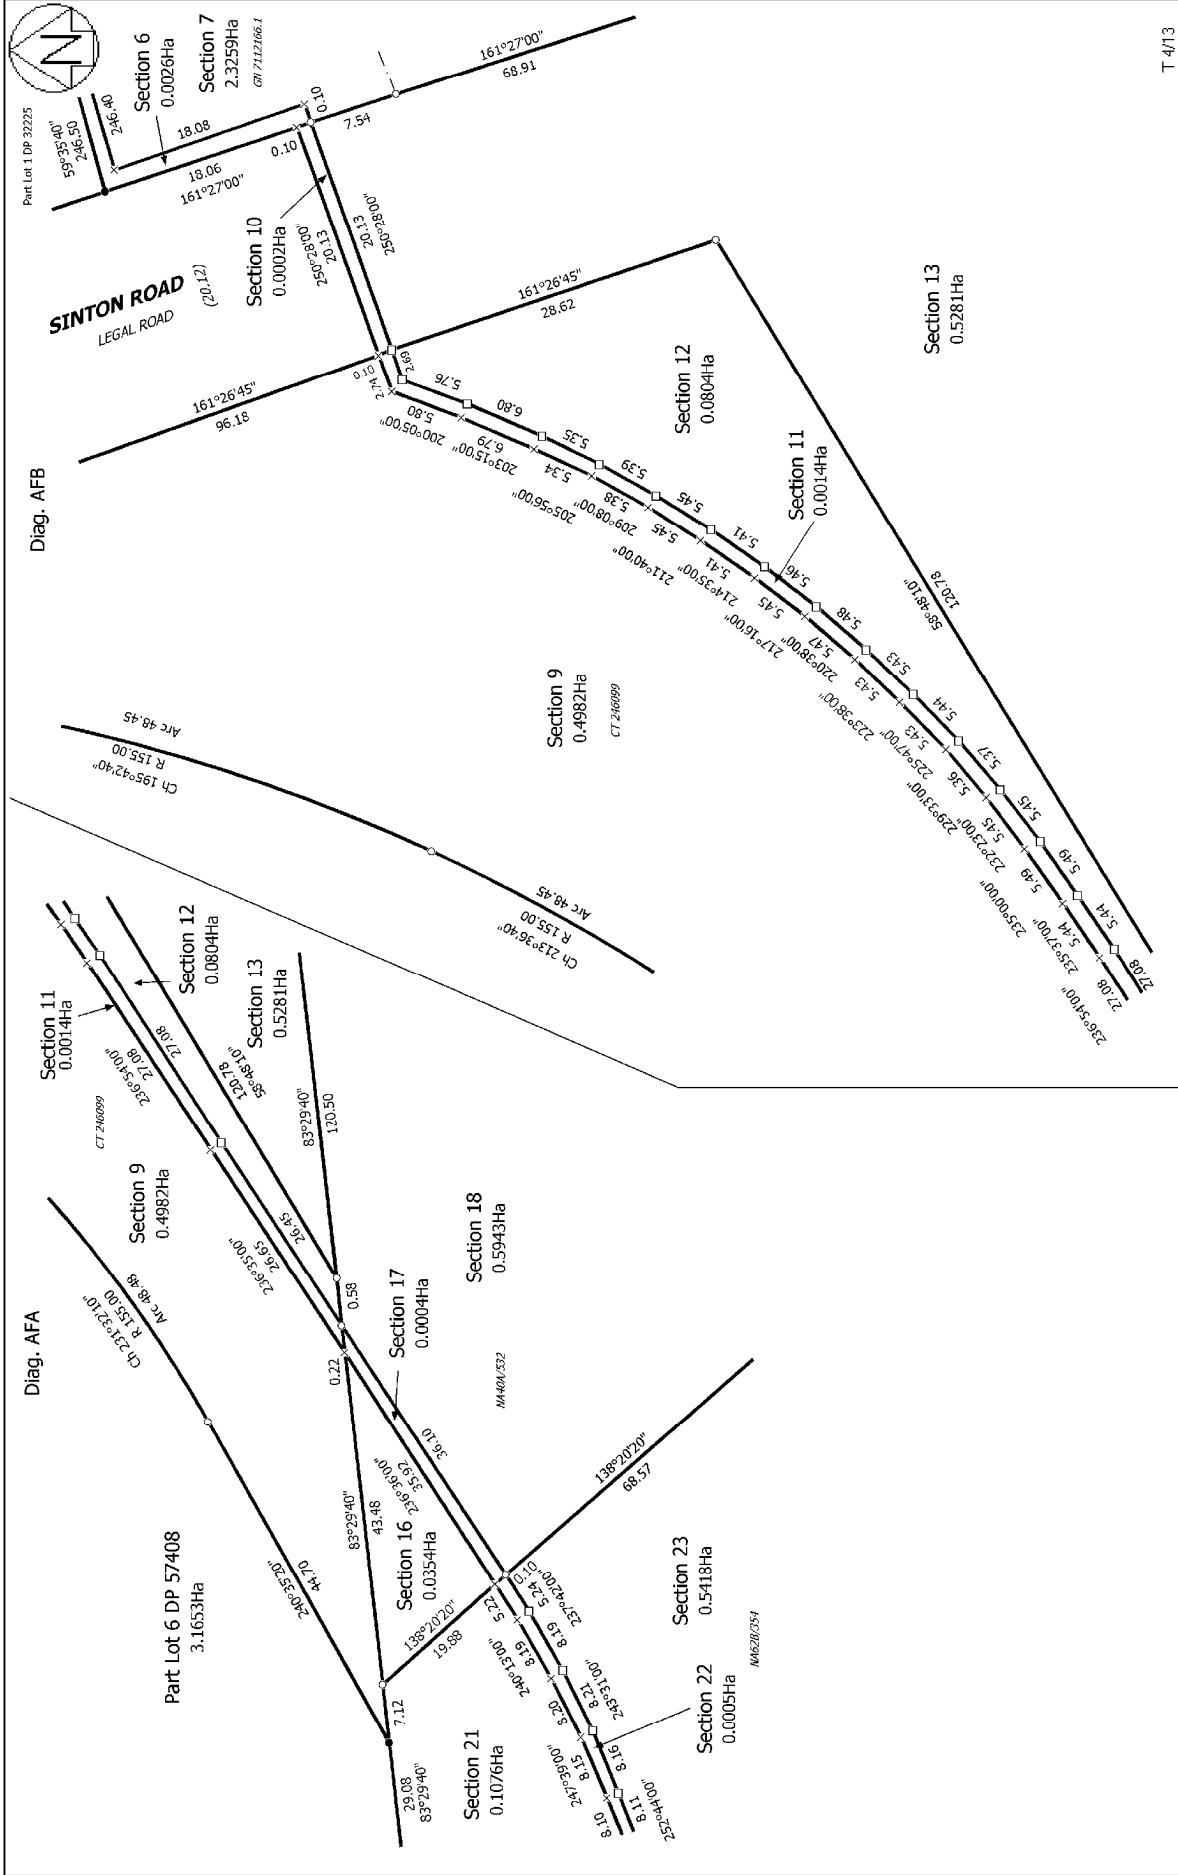 Diag. AFA
Part Lot 6 DP 57408
3.1653Ha
240°35'20"
44.70
Ch 231°32'10"
R 155.00
Arc 48.48
Section 9
0.4982Ha
CT 246099
Section 11
0.0014Ha
236°54'00"
27.08
27.08
Section 12
0.0804Ha
120.78
58°48'10"
Section 13
0.5281Ha
83°29'40"
120.50
236°35'00"
26.65
26.45
0.58
0.22
Section 17
0.0004Ha
Section 18
0.5943Ha
NA40A/532
83°29'40"
43.48
236°36'00"
35.92
36.10
Section 16
0.0354Ha
138°20'20"
19.88
138°20'20"
68.57
7.12
29.08
83°29'40"
Section 21
0.1076Ha
5.22
0.10
5.24
237°42'00"
240°13'00"
8.19
8.19
8.20
8.21
243°31'00"
247°39'00"
8.15
8.16
8.10
8.11
252°44'00"
Section 22
0.0005Ha
Section 23
0.5418Ha
NA62B/354
Diag. AFB
Ch 195°42'40"
R 155.00
Arc 48.45
Ch 213°36'40"
R 155.00
Arc 48.45
161°26'45"
96.18
SINTON ROAD
LEGAL ROAD
(20.12)
Part Lot 1 DP 32225
59°35'40"
246.50
246.40
N
Section 6
0.0026Ha
Section 7
2.3259Ha
GN 7112166.1
18.08
18.06
161°27'00"
0.10
0.10
7.54
161°27'00"
68.91
Section 10
0.0002Ha
250°28'00"
20.13
20.13
250°28'00"
0.10
2.74
2.69
161°26'45"
28.62
Section 9
0.4982Ha
CT 246099
Section 12
0.0804Ha
Section 13
0.5281Ha
Section 11
0.0014Ha
58°48'10"
120.78
5.80
200°05'00"
5.76
6.79
203°15'00"
6.80
5.34
205°56'00"
5.35
5.38
209°08'00"
5.39
5.45
211°40'00"
5.45
5.41
214°35'00"
5.41
5.45
217°16'00"
5.46
5.47
220°38'00"
5.48
5.43
223°38'00"
5.43
5.43
225°47'00"
5.44
5.36
229°33'00"
5.37
5.45
232°23'00"
5.45
5.49
235°00'00"
5.49
5.44
235°37'00"
5.44
27.08
236°54'00"
27.08
T 4/13